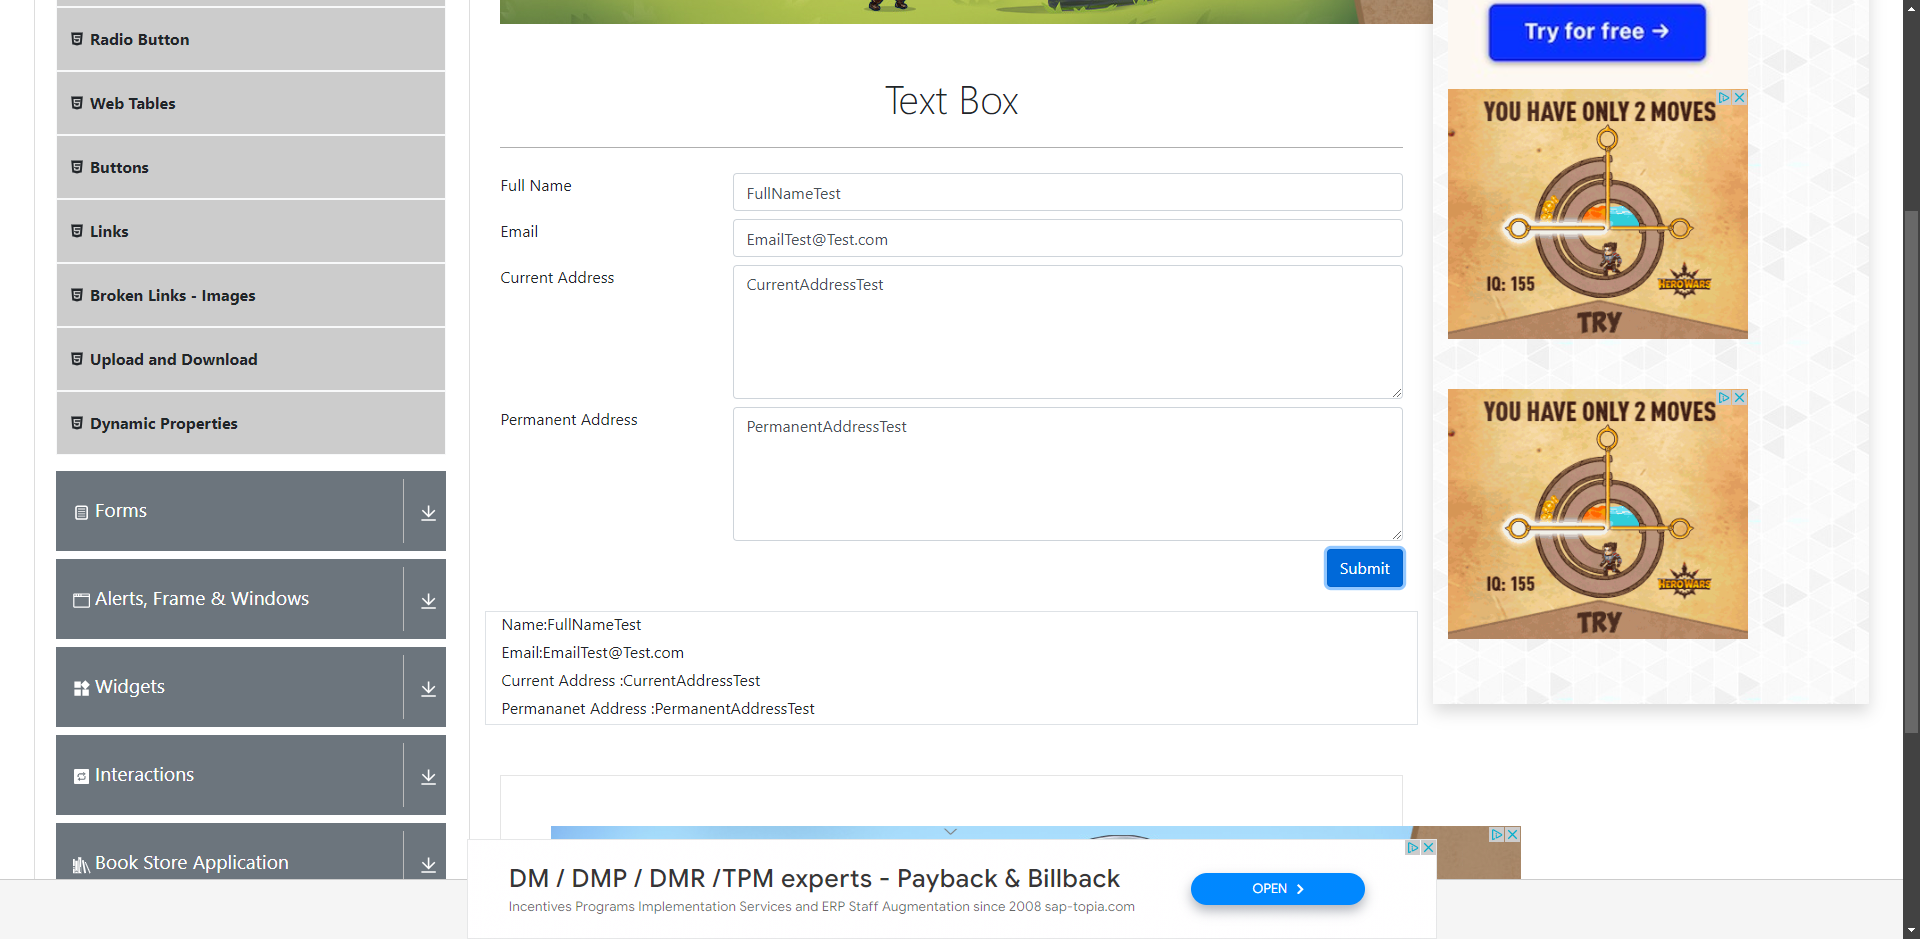 Radio Button
Web Tables
Buttons
Links
Broken Links - Images
Upload and Download
Dynamic Properties
Forms
Alerts, Frame & Windows
Widgets
Interactions
Book Store Application
Text Box
Full Name
FullNameTest
Email
EmailTest@Test.com
Current Address
CurrentAddressTest
Permanent Address
PermanentAddressTest
Submit
Name:FullNameTest
Email:EmailTest@Test.com
Current Address :CurrentAddressTest
Permananet Address :PermanentAddressTest
Try for free →
YOU HAVE ONLY 2 MOVES
IQ: 155
HERO WARS
TRY
YOU HAVE ONLY 2 MOVES
IQ: 155
HERO WARS
TRY
DM / DMP / DMR /TPM experts - Payback & Billback
Incentives Programs Implementation Services and ERP Staff Augmentation since 2008 sap-topia.com
OPEN